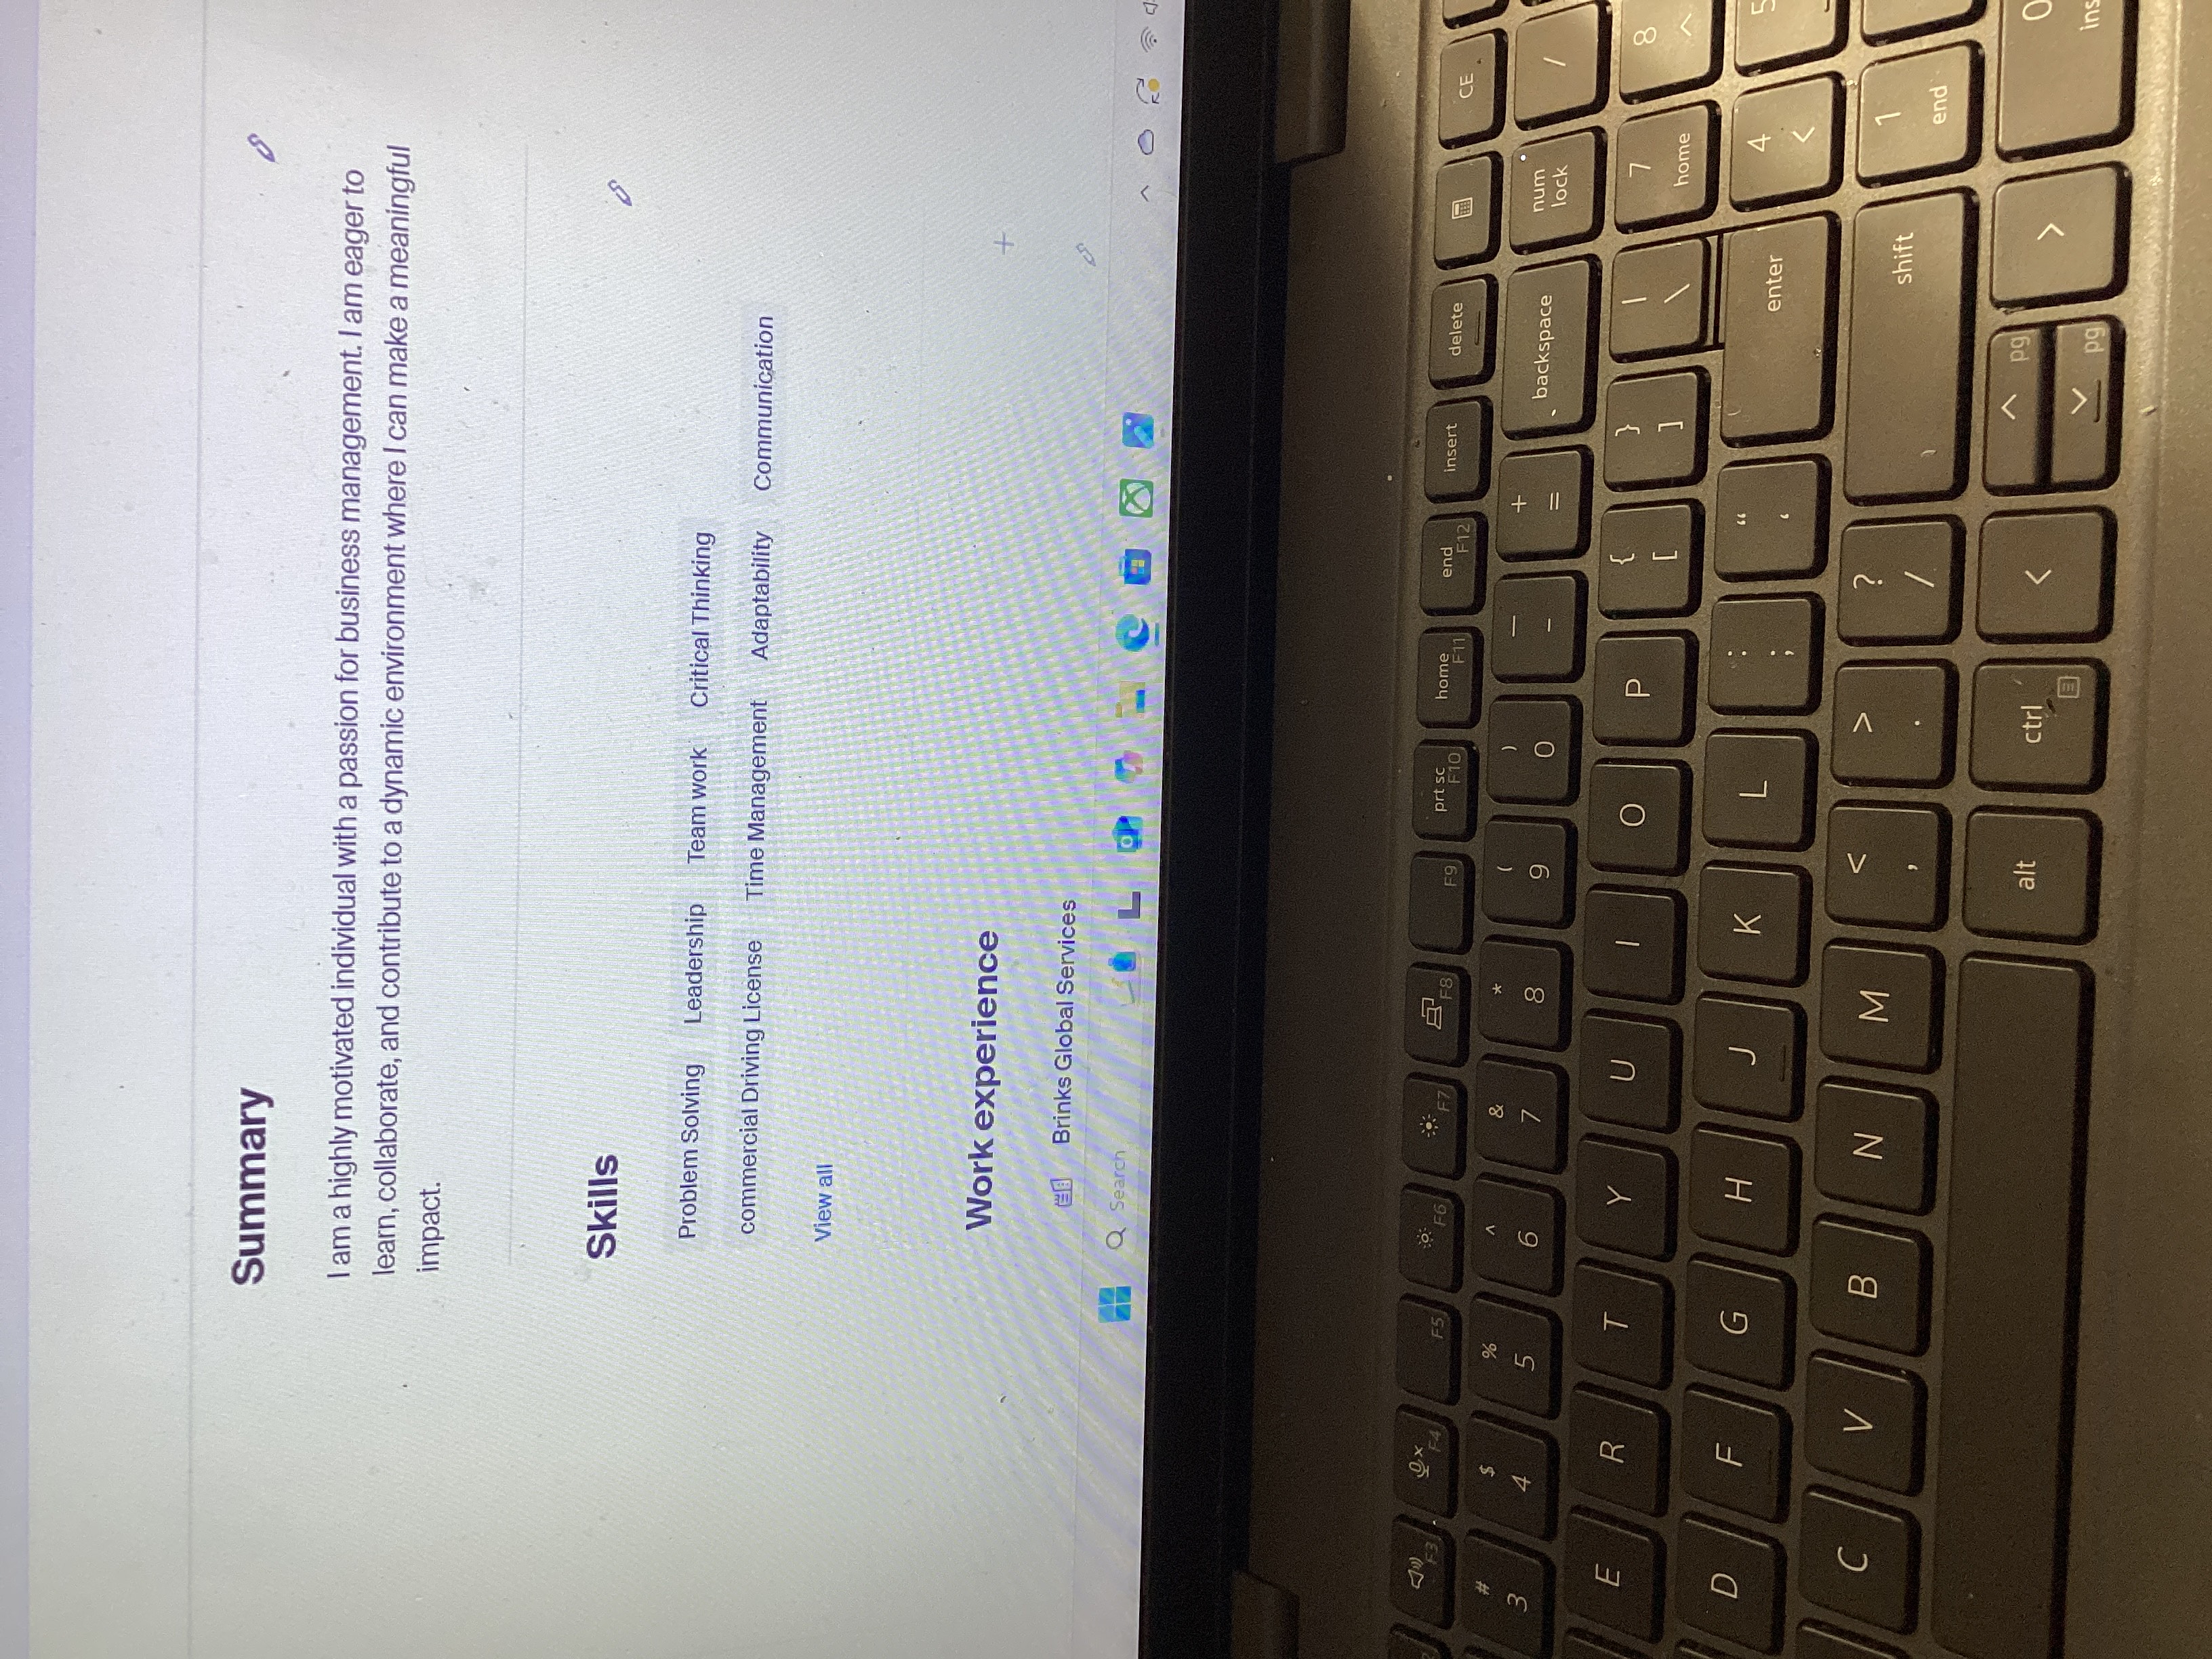 Summary
I am a highly motivated individual with a passion for business management. I am eager to
learn, collaborate, and contribute to a dynamic environment where I can make a meaningful
impact.
Skills
Problem Solving Leadership Team work Critical Thinking
commercial Driving License Time Management Adaptability Communication
View all
Work experience
Brinks Global Services
Search
F3 F4 F5 F6 F7 F8 F9 prt sc F10 home F11 end F12 insert delete CE
# $ % ^ & * ( ) — +
3 4 5 6 7 8 9 0 - = backspace num lock /
E R T Y U I O P { [ } ] | \ 7 home 8
D F G H J K L : ; “ ‘ enter 4 < 5
C V B N M < , > . ? / shift 1 end
alt ctrl < pg > 0 ins
pg